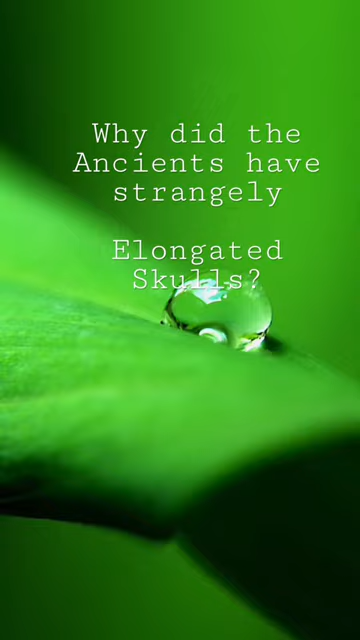 Why did the
Ancients have
strangely
Elongated
Skulls?